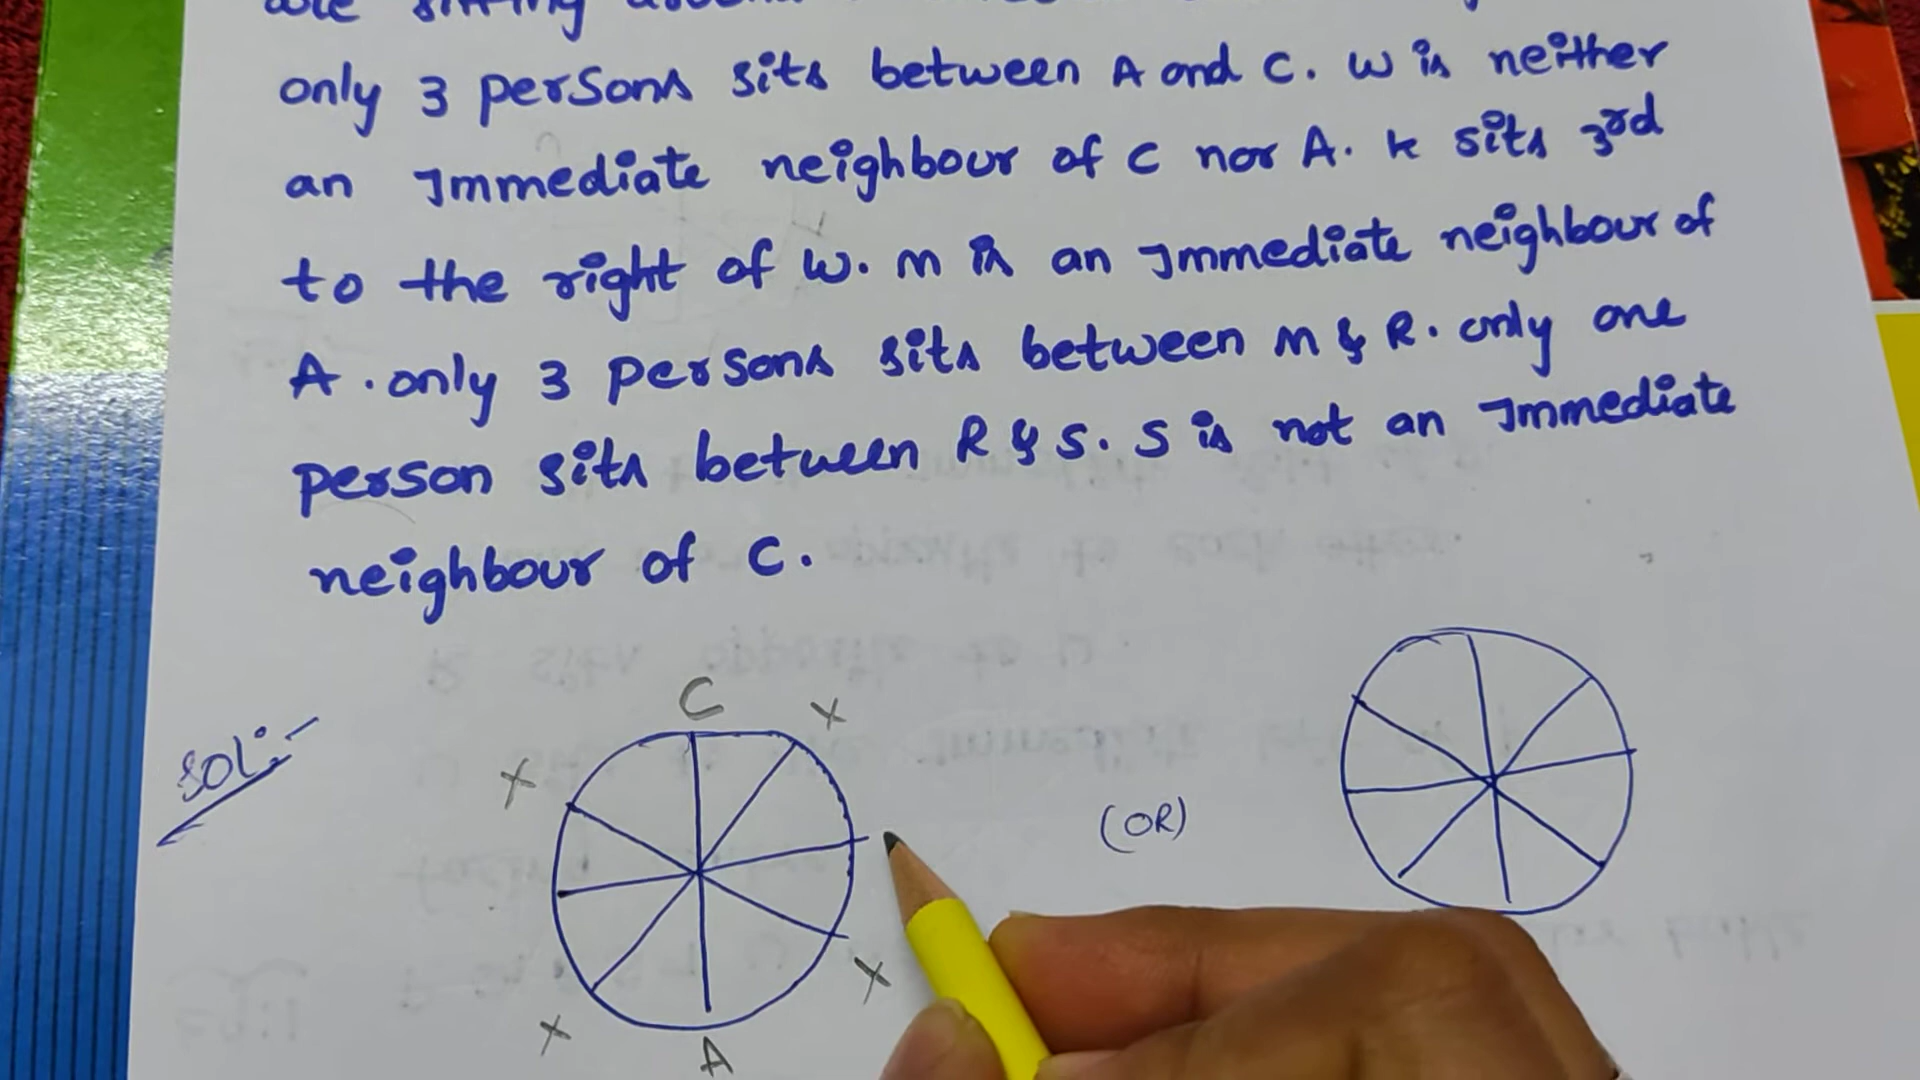 only 3 persons sits between A and C. W is neither
an Immediate neighbour of C nor A. K sits 3rd
to the right of W. M is an Immediate neighbour of
A. only 3 persons sits between M & R. only one
person sits between R & S. S is not an Immediate
neighbour of C.
C
X
X
SOL:-
(OR)
X
X
A